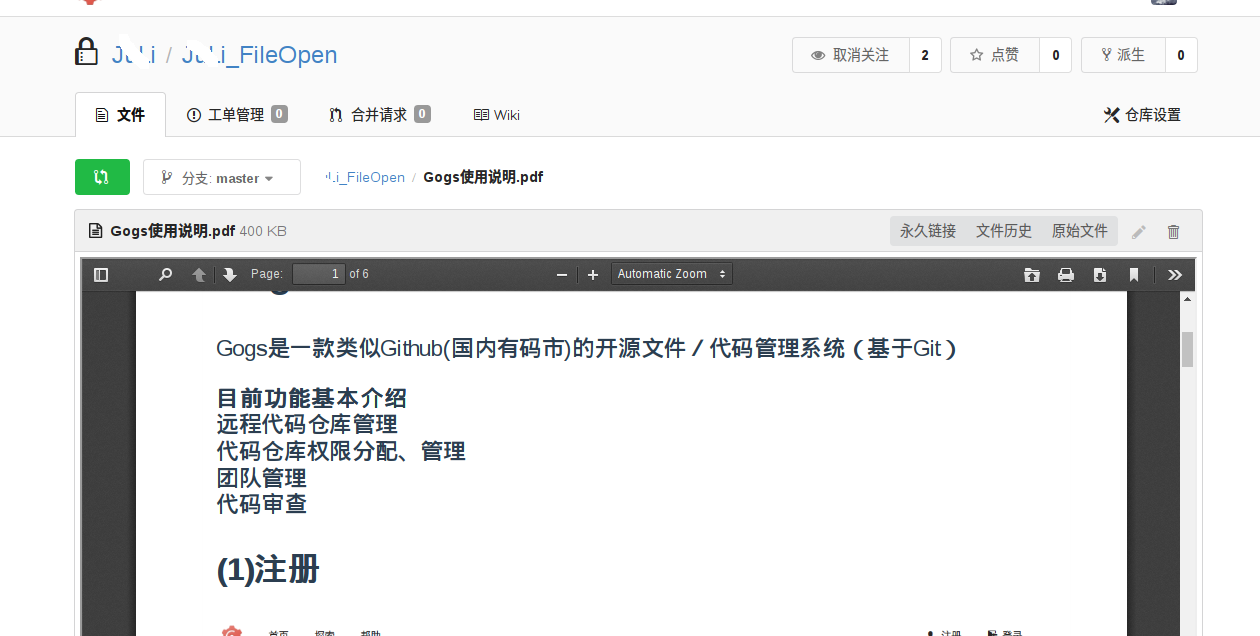 _FileOpen
取消关注 2 点赞 0 派生 0
文件 工单管理 0 合并请求 0 Wiki 仓库设置
分支: master i_FileOpen / Gogs使用说明.pdf
Gogs使用说明.pdf 400 KB 永久链接 文件历史 原始文件
Page: 1 of 6 Automatic Zoom
Gogs是一款类似Github(国内有码市)的开源文件/代码管理系统（基于Git）
目前功能基本介绍
远程代码仓库管理
代码仓库权限分配、管理
团队管理
代码审查
(1)注册
首页 探索 帮助 注册 登录